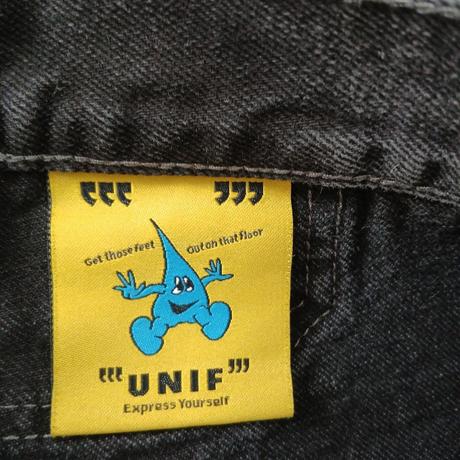 ❛❛❛ ❜❜❜
Get those feet Out on that floor
❛❛❛UNIF❜❜❜
Express Yourself